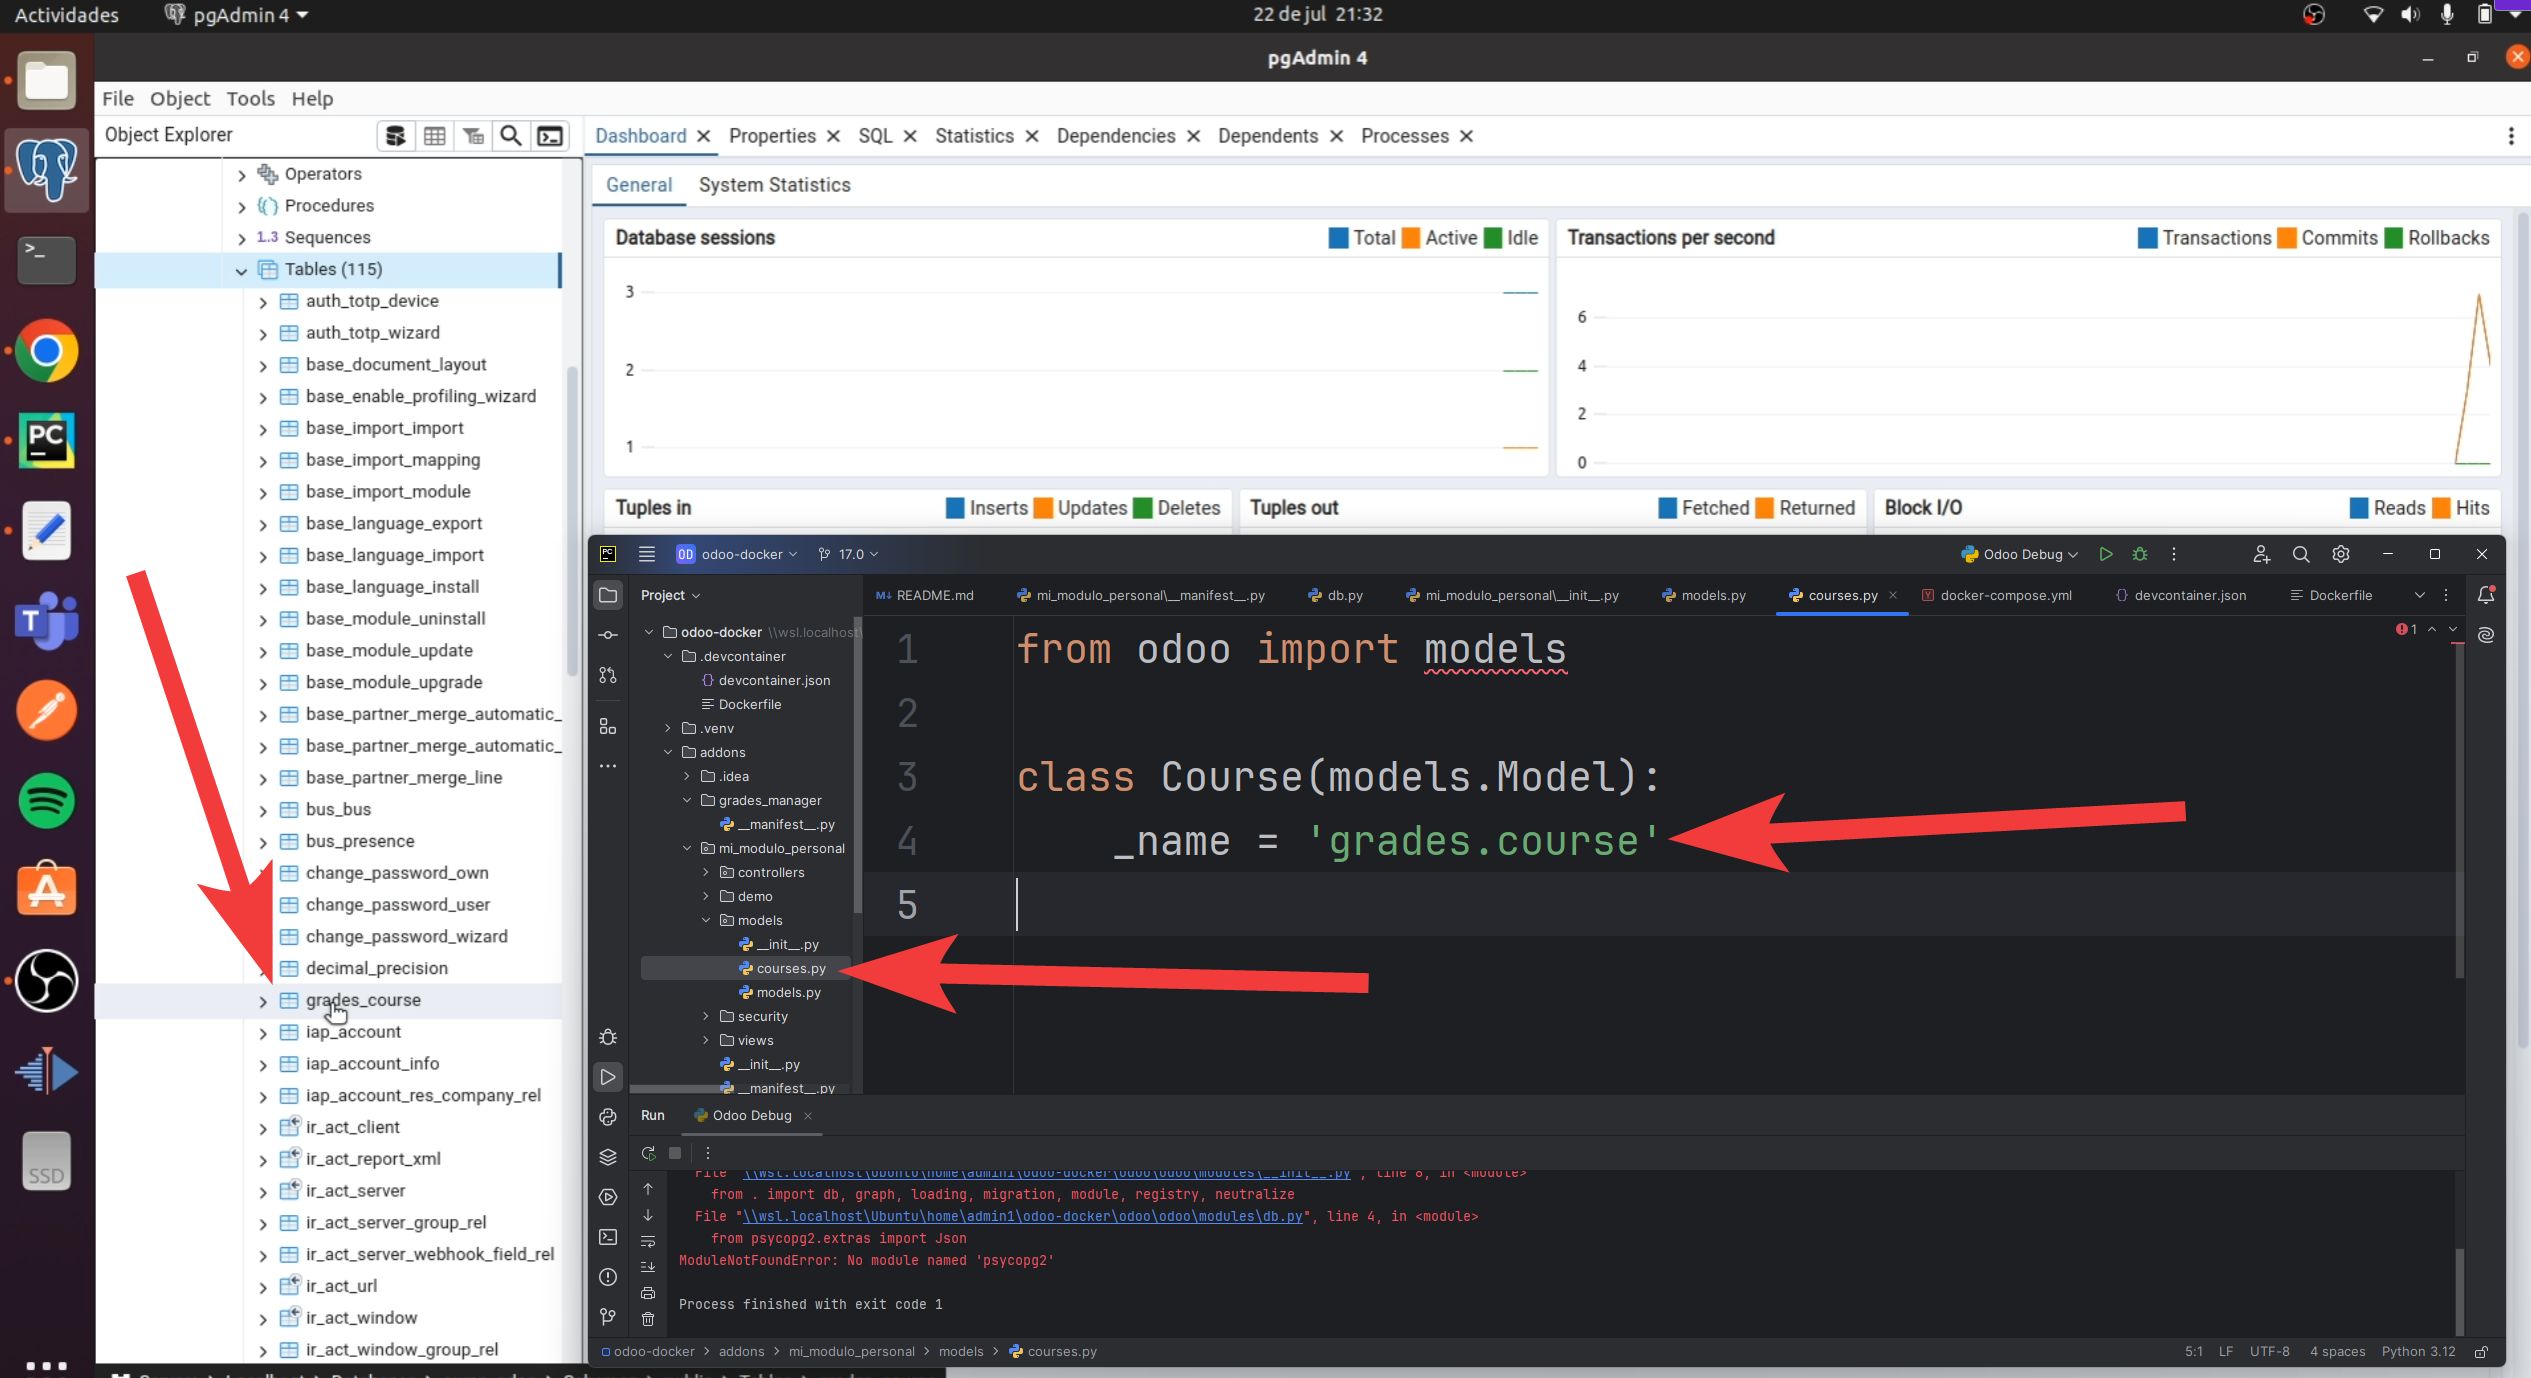 Actividades pgAdmin 4 22 de jul 21:32
pgAdmin 4
File Object Tools Help
Object Explorer
Dashboard Properties SQL Statistics Dependencies Dependents Processes
General System Statistics
Operators
Procedures
1..3 Sequences
Tables (115)
auth_totp_device
auth_totp_wizard
base_document_layout
base_enable_profiling_wizard
base_import_import
base_import_mapping
base_import_module
base_language_export
base_language_import
base_language_install
base_module_uninstall
base_module_update
base_module_upgrade
base_partner_merge_automatic_
base_partner_merge_automatic_
base_partner_merge_line
bus_bus
bus_presence
change_password_own
change_password_user
change_password_wizard
decimal_precision
grades_course
iap_account
iap_account_info
iap_account_res_company_rel
ir_act_client
ir_act_report_xml
ir_act_server
ir_act_server_group_rel
ir_act_server_webhook_field_rel
ir_act_url
ir_act_window
ir_act_window_group_rel
Database sessions Total Active Idle
3
2
1
Transactions per second Transactions Commits Rollbacks
6
4
2
0
Tuples in Inserts Updates Deletes
Tuples out Fetched Returned
Block I/O Reads Hits
PC OD odoo-docker 17.0 Odoo Debug
Project
README.md mi_modulo_personal\__manifest__.py db.py mi_modulo_personal\__init__.py models.py courses.py docker-compose.yml devcontainer.json Dockerfile
odoo-docker \\wsl.localhost\
.devcontainer
devcontainer.json
Dockerfile
.venv
addons
.idea
grades_manager
__manifest__.py
mi_modulo_personal
controllers
demo
models
__init__.py
courses.py
models.py
security
views
__init__.py
__manifest__.py
1
1 from odoo import models
2
3 class Course(models.Model):
4 _name = 'grades.course'
5
Run Odoo Debug
File "\\wsl.localhost\Ubuntu\home\admin1\odoo-docker\odoo\odoo\modules\__init__.py", line 8, in <module>
from . import db, graph, loading, migration, module, registry, neutralize
File "\\wsl.localhost\Ubuntu\home\admin1\odoo-docker\odoo\odoo\modules\db.py", line 4, in <module>
from psycopg2.extras import Json
ModuleNotFoundError: No module named 'psycopg2'
Process finished with exit code 1
odoo-docker > addons > mi_modulo_personal > models > courses.py
5:1 LF UTF-8 4 spaces Python 3.12
PC
T
SSD